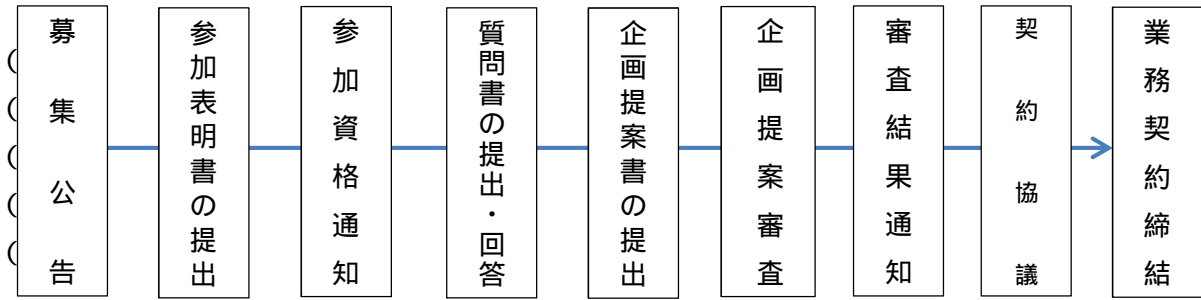 募集公告
参加表明書の提出
参加資格通知
質問書の提出・回答
企画提案書の提出
企画提案審査
審査結果通知
契約協議
業務契約締結